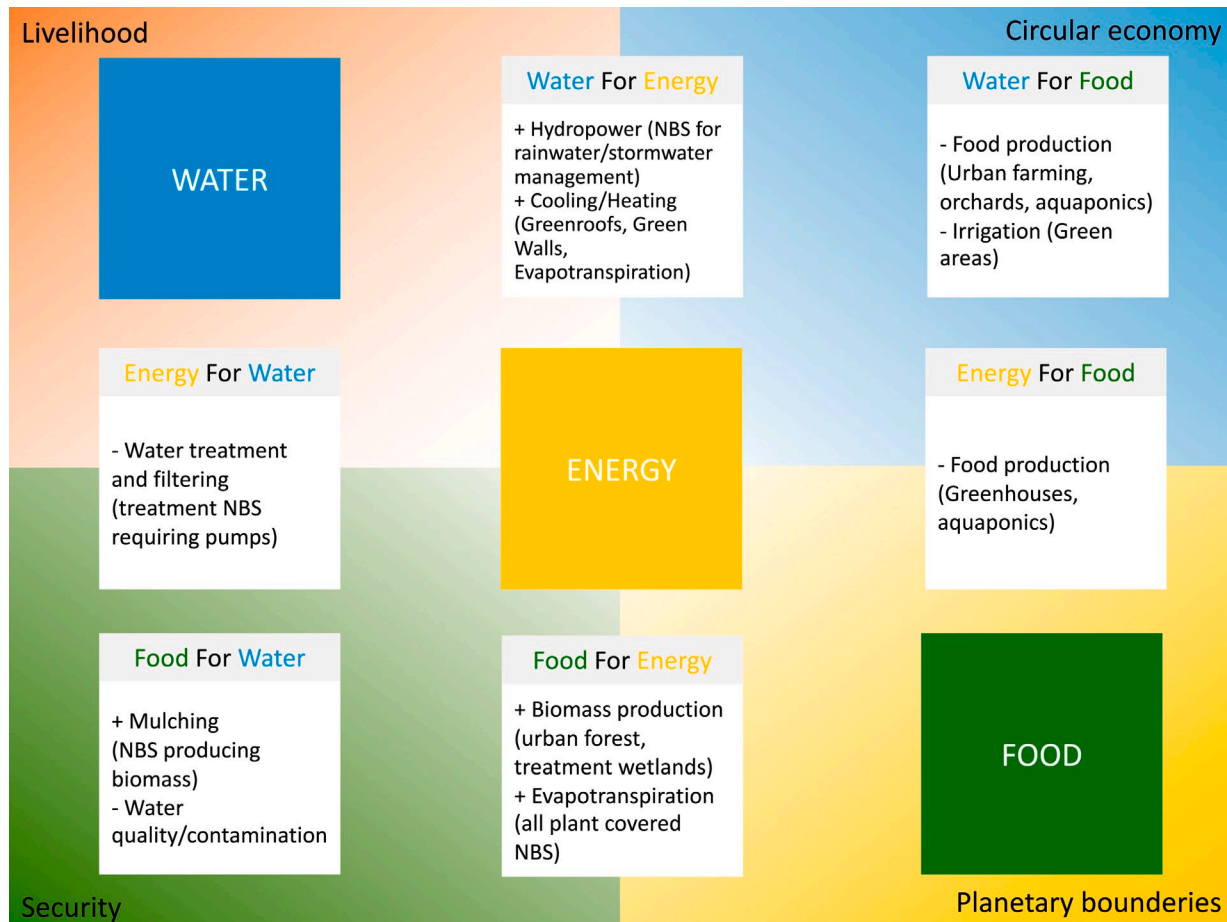 Livelihood
Circular economy
WATER
Water For Energy
+ Hydropower (NBS for
rainwater/stormwater
management)
+ Cooling/Heating
(Greenroofs, Green
Walls,
Evapotranspiration)
Water For Food
- Food production
(Urban farming,
orchards, aquaponics)
- Irrigation (Green
areas)
Energy For Water
- Water treatment
and filtering
(treatment NBS
requiring pumps)
ENERGY
Energy For Food
- Food production
(Greenhouses,
aquaponics)
Food For Water
+ Mulching
(NBS producing
biomass)
- Water
quality/contamination
Food For Energy
+ Biomass production
(urban forest,
treatment wetlands)
+ Evapotranspiration
(all plant covered
NBS)
FOOD
Security
Planetary bounderies